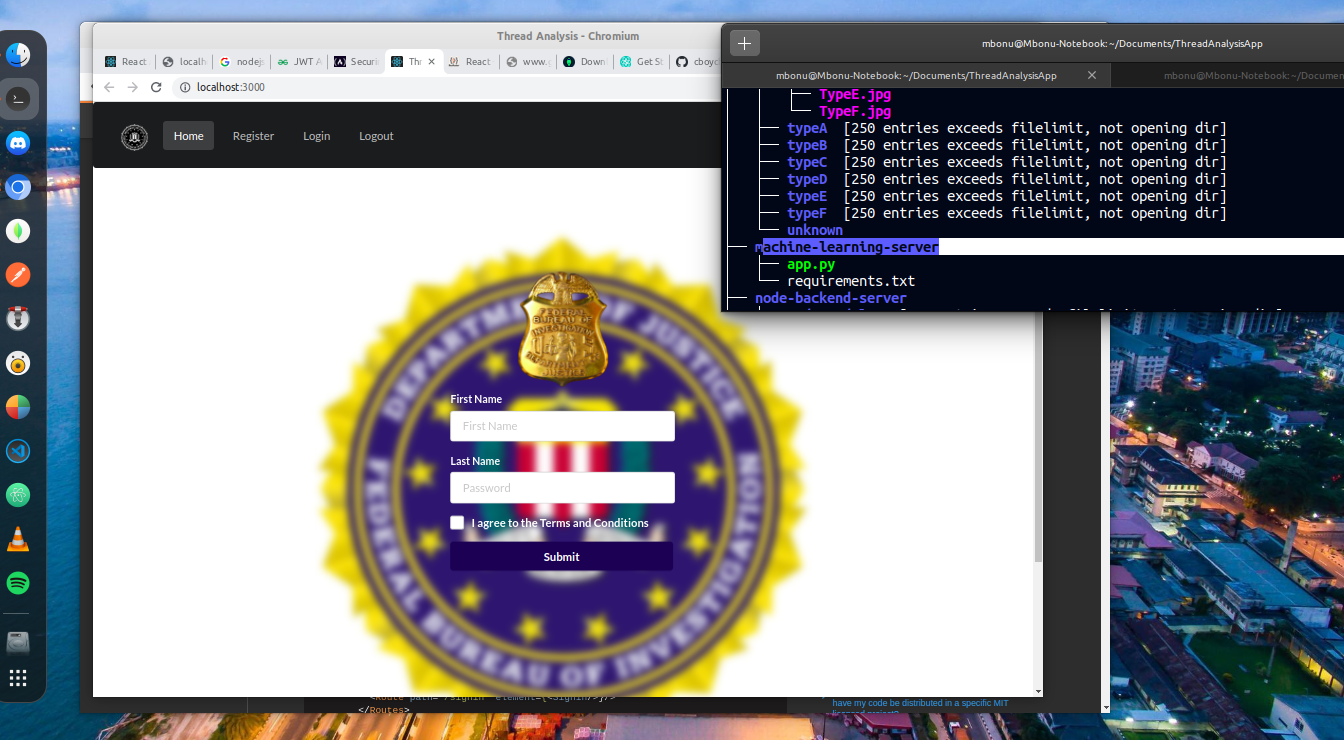 Thread Analysis - Chromium
React
localh
nodejs
JWT A
Securi
Thr
React
www.g
Down
Get St
cboyd
localhost:3000
Home
Register
Login
Logout
DEPARTMENT OF JUSTICE
FEDERAL BUREAU OF INVESTIGATION
FEDERAL
BUREAU OF
First Name
First Name
Last Name
Password
I agree to the Terms and Conditions
Submit
</Routes>
have my code be distributed in a specific MIT
mbonu@Mbonu-Notebook: ~/Documents/ThreadAnalysisApp
mbonu@Mbonu-Notebook: ~/Documents/ThreadAnalysisApp
mbonu@Mbonu-Notebook: ~/Documen
TypeE.jpg
TypeF.jpg
typeA [250 entries exceeds filelimit, not opening dir]
typeB [250 entries exceeds filelimit, not opening dir]
typeC [250 entries exceeds filelimit, not opening dir]
typeD [250 entries exceeds filelimit, not opening dir]
typeE [250 entries exceeds filelimit, not opening dir]
typeF [250 entries exceeds filelimit, not opening dir]
unknown
machine-learning-server
app.py
requirements.txt
node-backend-server